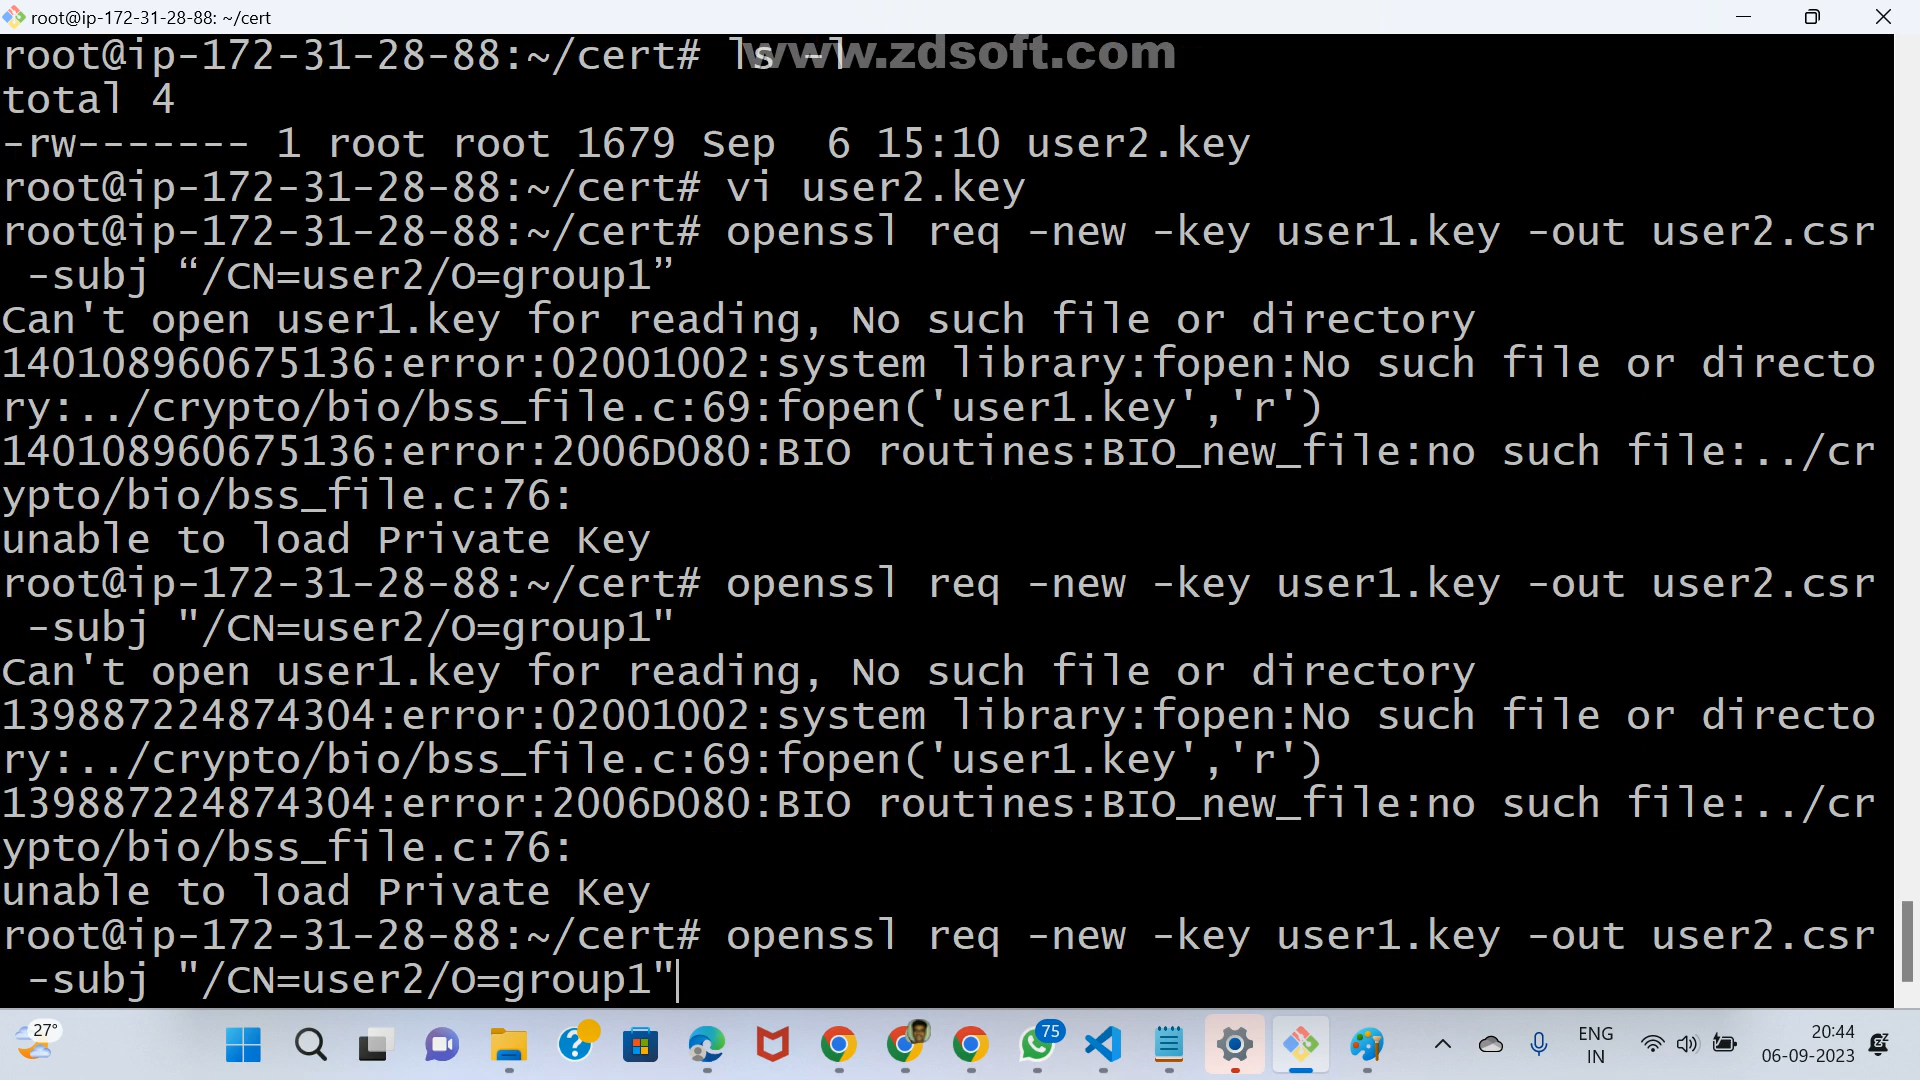 root@ip-172-31-28-88: ~/cert
root@ip-172-31-28-88:~/cert# ls -l
www.zdsoft.com
total 4
-rw------- 1 root root 1679 Sep  6 15:10 user2.key
root@ip-172-31-28-88:~/cert# vi user2.key
root@ip-172-31-28-88:~/cert# openssl req -new -key user1.key -out user2.csr
 -subj “/CN=user2/O=group1”
Can't open user1.key for reading, No such file or directory
140108960675136:error:02001002:system library:fopen:No such file or directo
ry:../crypto/bio/bss_file.c:69:fopen('user1.key','r')
140108960675136:error:2006D080:BIO routines:BIO_new_file:no such file:../cr
ypto/bio/bss_file.c:76:
unable to load Private Key
root@ip-172-31-28-88:~/cert# openssl req -new -key user1.key -out user2.csr
 -subj "/CN=user2/O=group1"
Can't open user1.key for reading, No such file or directory
139887224874304:error:02001002:system library:fopen:No such file or directo
ry:../crypto/bio/bss_file.c:69:fopen('user1.key','r')
139887224874304:error:2006D080:BIO routines:BIO_new_file:no such file:../cr
ypto/bio/bss_file.c:76:
unable to load Private Key
root@ip-172-31-28-88:~/cert# openssl req -new -key user1.key -out user2.csr
 -subj "/CN=user2/O=group1"
27°
75
ENG
IN
20:44
06-09-2023